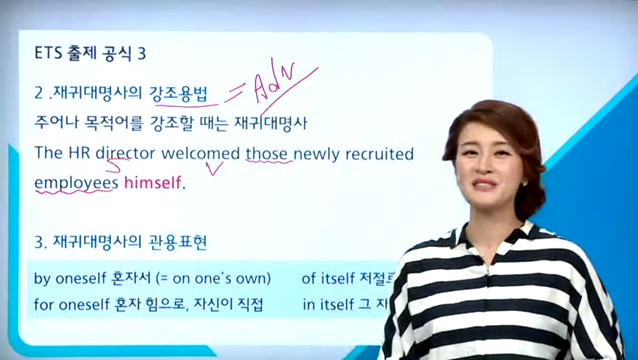 ETS 출제 공식 3
2 .재귀대명사의 강조용법 = Adv
주어나 목적어를 강조할 때는 재귀대명사
The HR director welcomed those newly recruited
employees himself.
S V
3. 재귀대명사의 관용표현
by oneself 혼자서 (= on one's own) of itself 저절로
for oneself 혼자 힘으로, 자신이 직접 in itself 그